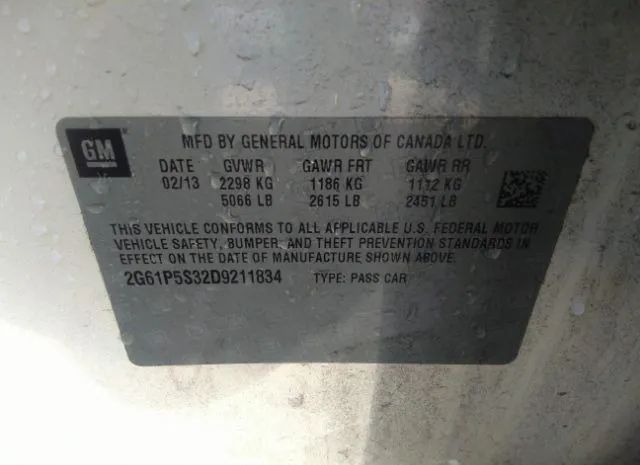 GM
MFD BY GENERAL MOTORS OF CANADA LTD.
DATE GVWR GAWR FRT GAWR RR
02/13 2298 KG 1186 KG 1112 KG
5066 LB 2615 LB 2451 LB
THIS VEHICLE CONFORMS TO ALL APPLICABLE U.S. FEDERAL MOTOR
VEHICLE SAFETY, BUMPER, AND THEFT PREVENTION STANDARDS IN
EFFECT ON THE DATE OF MANUFACTURE SHOWN ABOVE.
2G61P5S32D9211834 TYPE: PASS CAR